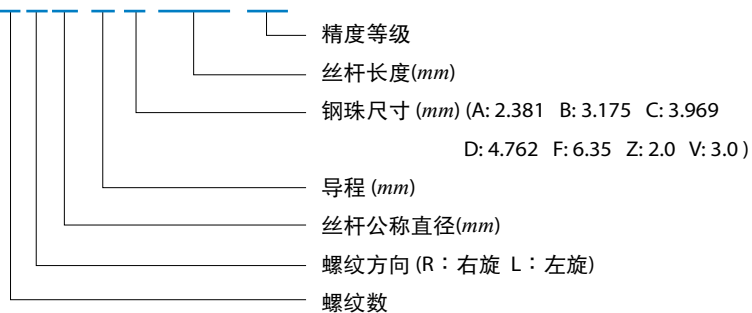 精度等级
丝杆长度(mm)
钢珠尺寸 (mm) (A: 2.381 B: 3.175 C: 3.969
D: 4.762 F: 6.35 Z: 2.0 V: 3.0 )
导程 (mm)
丝杆公称直径(mm)
螺纹方向 (R：右旋 L：左旋)
螺纹数